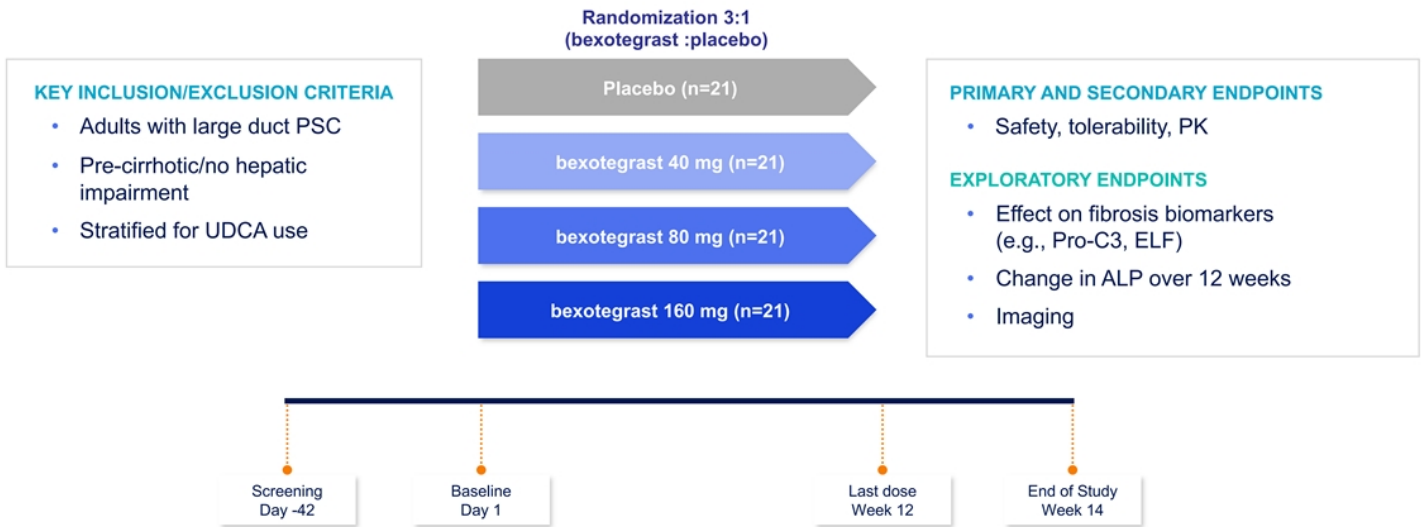 Randomization 3:1
(bexotegrast :placebo)
KEY INCLUSION/EXCLUSION CRITERIA
• Adults with large duct PSC
• Pre-cirrhotic/no hepatic
impairment
• Stratified for UDCA use
Placebo (n=21)
bexotegrast 40 mg (n=21)
bexotegrast 80 mg (n=21)
bexotegrast 160 mg (n=21)
PRIMARY AND SECONDARY ENDPOINTS
• Safety, tolerability, PK
EXPLORATORY ENDPOINTS
• Effect on fibrosis biomarkers
(e.g., Pro-C3, ELF)
• Change in ALP over 12 weeks
• Imaging
Screening
Day -42
Baseline
Day 1
Last dose
Week 12
End of Study
Week 14